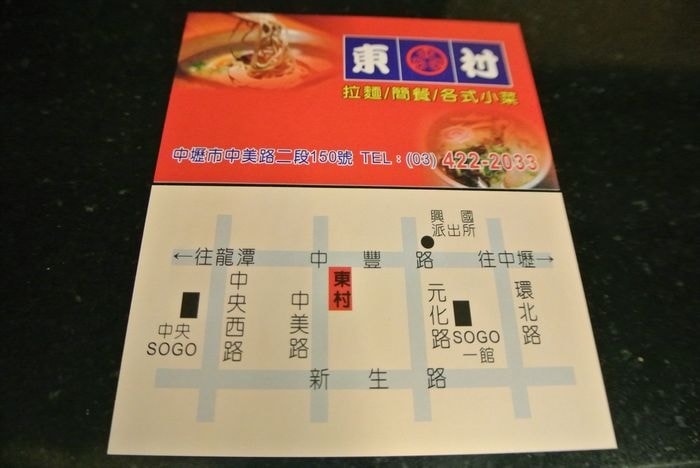 東村
拉麵/簡餐/各式小菜
中壢市中美路二段150號 TEL：(03) 422-2033
興國
派出所
←往龍潭 中豐路 往中壢→
東村
中央西路
中美路
元化路
環北路
中央
SOGO
SOGO
一館
新生路